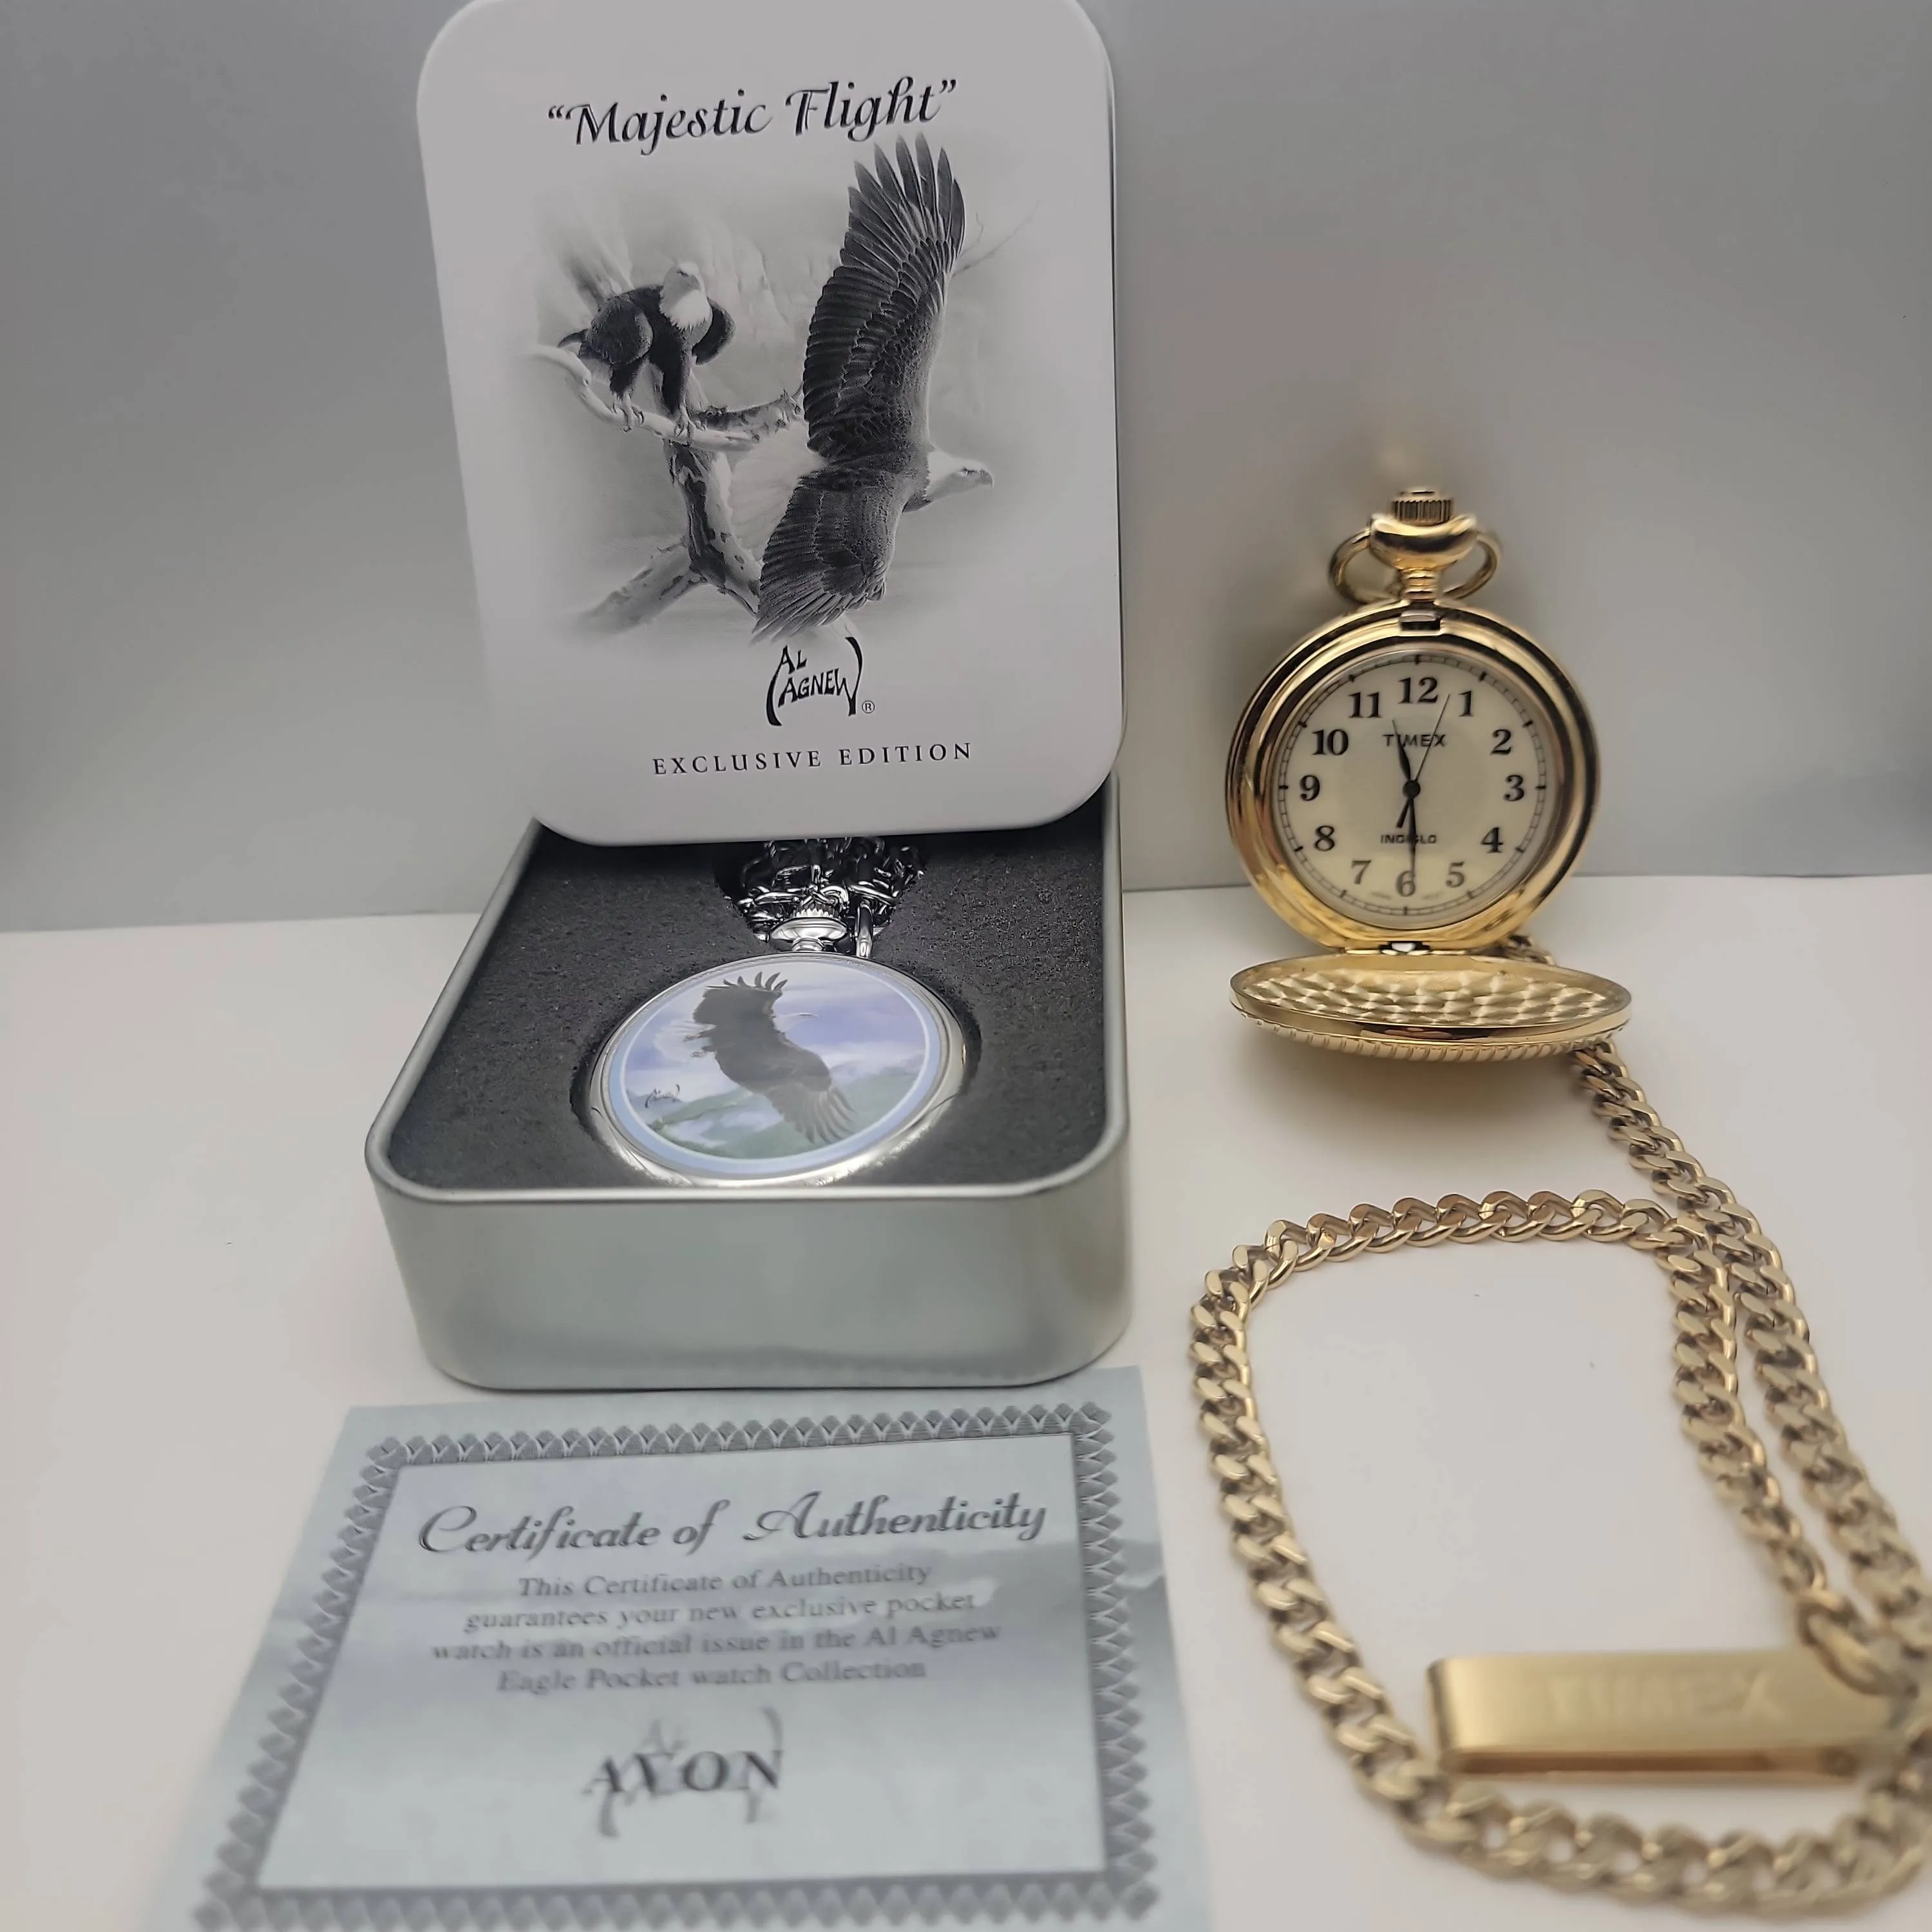 “Majestic Flight”
AL
AGNEW®
EXCLUSIVE EDITION
12
11 1
TIMEX
10 2
9 3
8 4
INDIGLO
7 5
6
Certificate of Authenticity
This Certificate of Authenticity
guarantees your new exclusive pocket
watch is an official issue in the Al Agnew
Eagle Pocket watch Collection
AVON
TIMEX